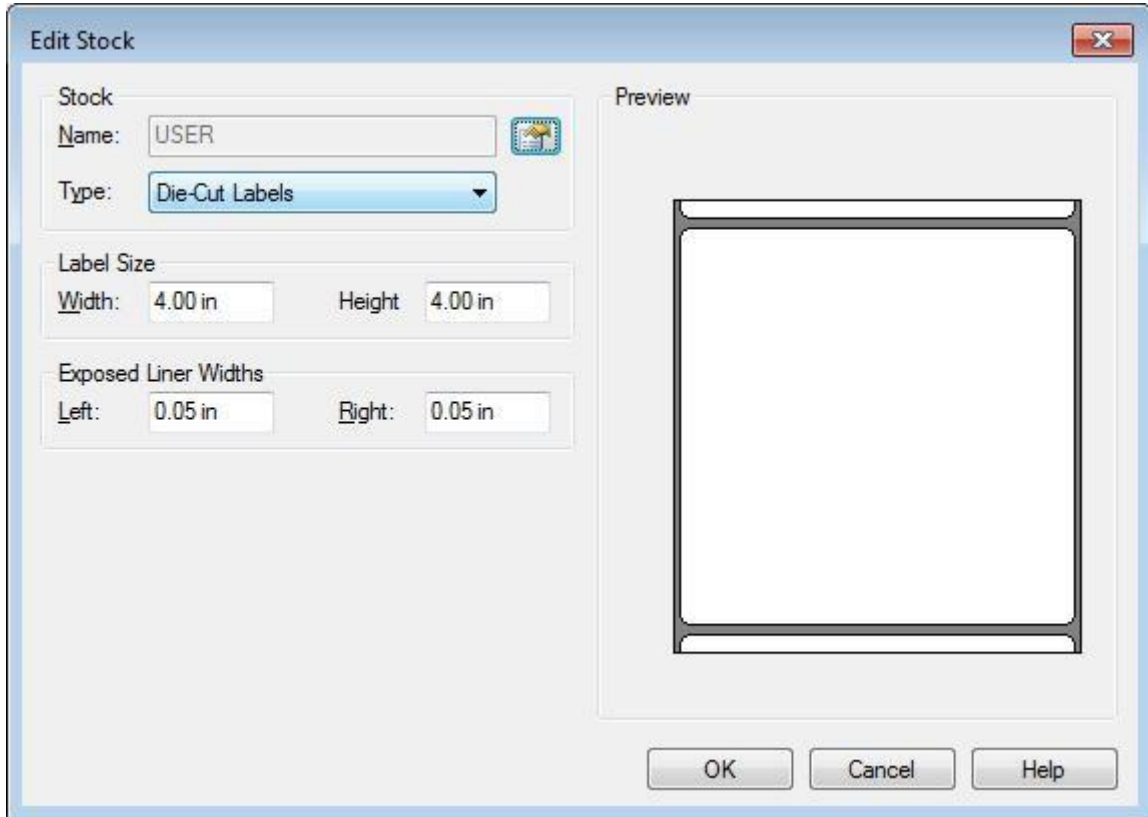 Edit Stock
Stock
Name: USER
Type: Die-Cut Labels
Label Size
Width: 4.00 in Height 4.00 in
Exposed Liner Widths
Left: 0.05 in Right: 0.05 in
Preview
OK Cancel Help